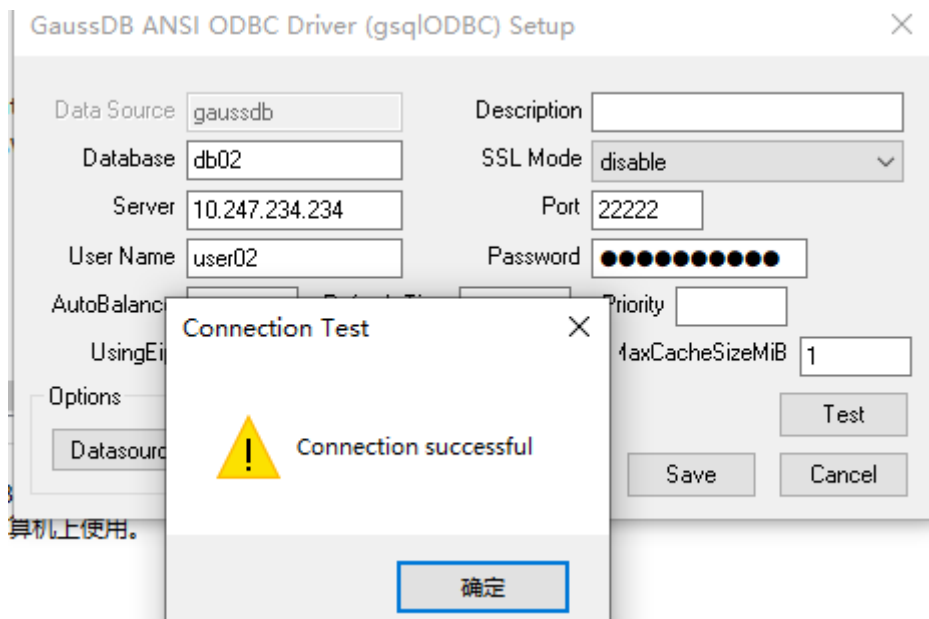 GaussDB ANSI ODBC Driver (gsqlODBC) Setup
Data Source gaussdb Description
Database db02 SSL Mode disable
Server 10.247.234.234 Port 22222
User Name user02 Password ●●●●●●●●●●
Priority
Connection Test
MaxCacheSizeMiB 1
Options
Test
Connection successful
Save Cancel
算机上使用。
确定